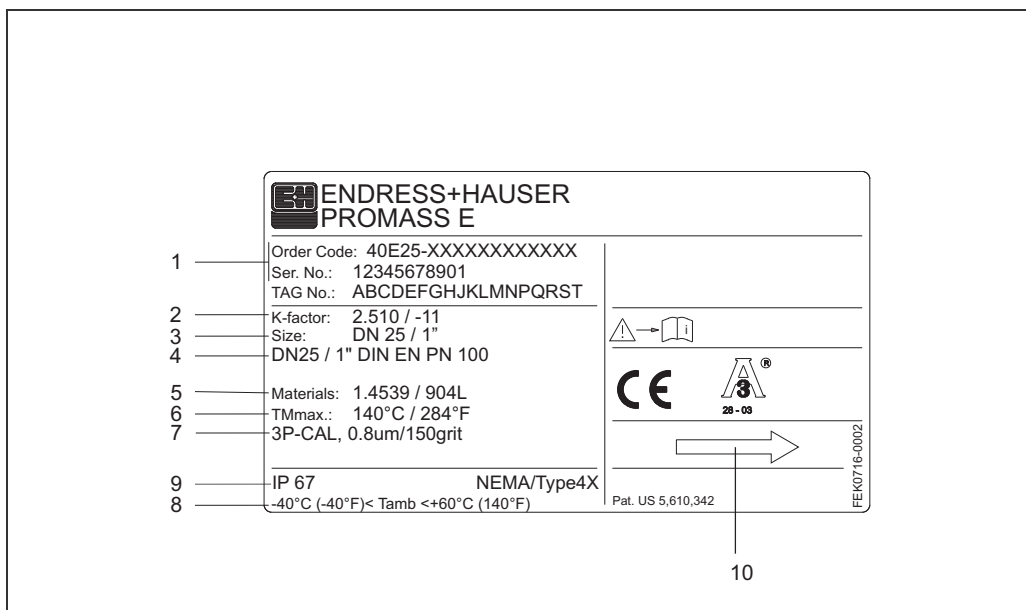 E+H
ENDRESS+HAUSER
PROMASS E
1 Order Code: 40E25-XXXXXXXXXXXX
Ser. No.: 12345678901
TAG No.: ABCDEFGHJKLMNPQRST
2 K-factor: 2.510 / -11
3 Size: DN 25 / 1”
4 DN25 / 1" DIN EN PN 100
5 Materials: 1.4539 / 904L
6 TMmax.: 140°C / 284°F
7 3P-CAL, 0.8um/150grit
9 IP 67 NEMA/Type4X
8 -40°C (-40°F)< Tamb <+60°C (140°F)
i
CE
A
3
®
28 - 03
Pat. US 5,610,342
FEK0716-0002
10